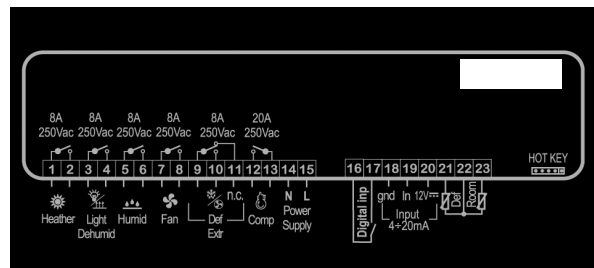 8A 8A 8A 8A 8A 20A
250Vac 250Vac 250Vac 250Vac 250Vac 250Vac
1 2 3 4 5 6 7 8 9 10 11 12 13 14 15 16 17 18 19 20 21 22 23
HOT KEY
Heather
Light
Dehumid
Humid
Fan
n.c.
Def
Extr
Comp
N L
Power
Supply
Digital inp
gnd In 12V
Input
4÷20mA
Def
Room